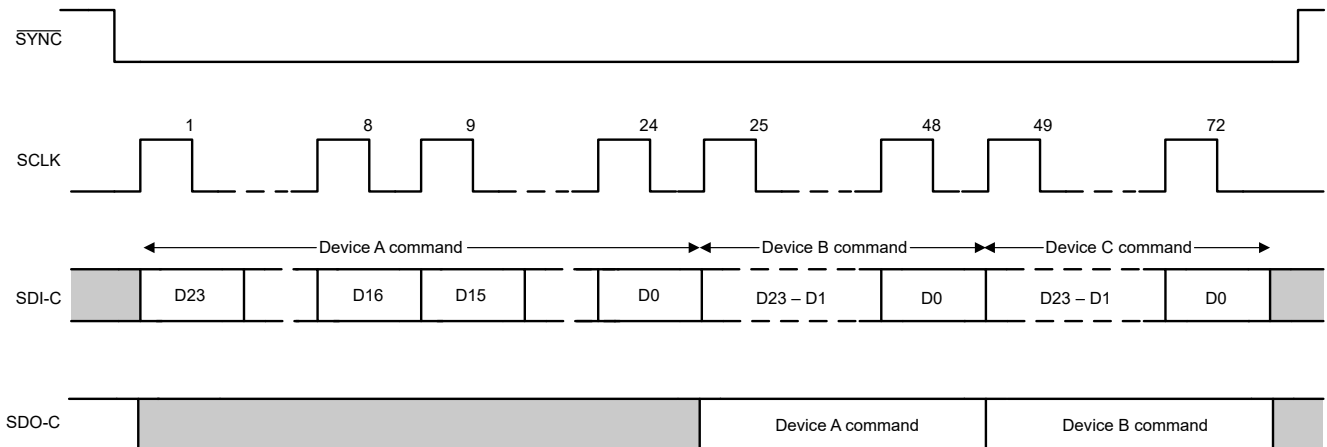 SYNC
1 8 9 24 25 48 49 72
SCLK
Device A command Device B command Device C command
SDI-C D23 D16 D15 D0 D23 – D1 D0 D23 – D1 D0
SDO-C Device A command Device B command